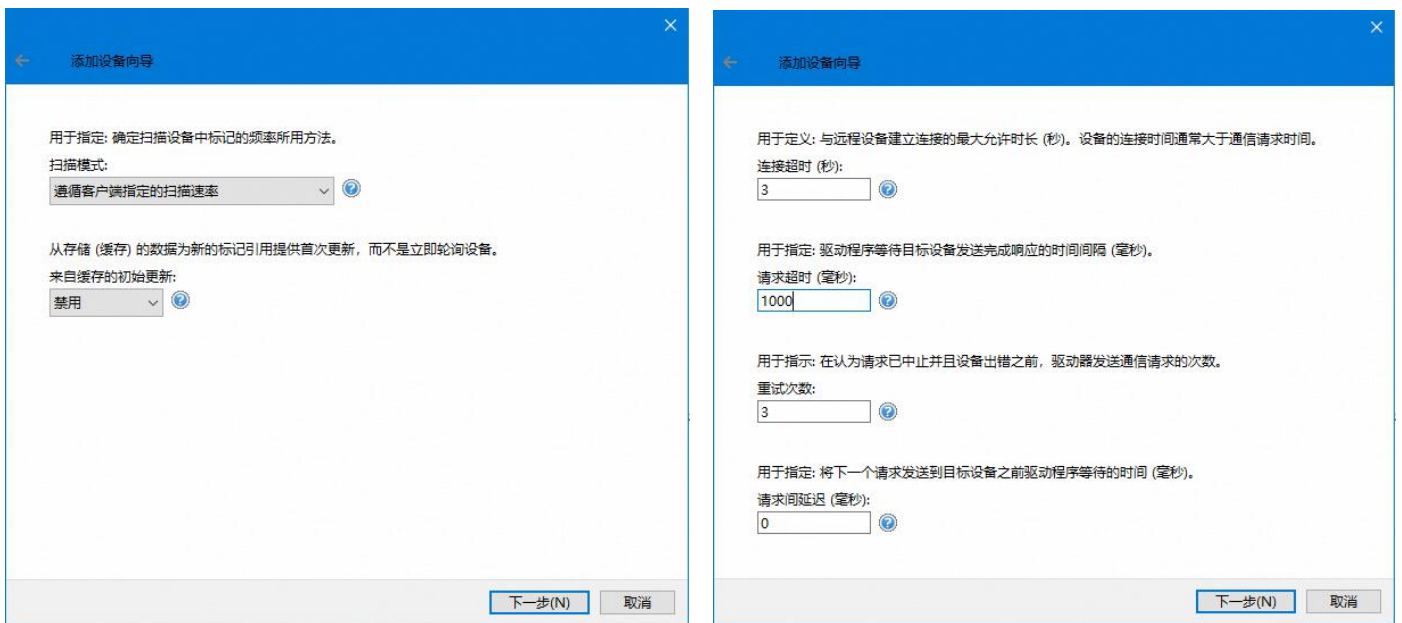 添加设备向导
用于指定: 确定扫描设备中标记的频率所用方法。
扫描模式:
遵循客户端指定的扫描速率
从存储 (缓存) 的数据为新的标记引用提供首次更新，而不是立即轮询设备。
来自缓存的初始更新:
禁用
下一步(N)
取消
添加设备向导
用于定义: 与远程设备建立连接的最大允许时长 (秒)。设备的连接时间通常大于通信请求时间。
连接超时 (秒):
3
用于指定: 驱动程序等待目标设备发送完成响应的时间间隔 (毫秒)。
请求超时 (毫秒):
1000
用于指示: 在认为请求已中止并且设备出错之前，驱动器发送通信请求的次数。
重试次数:
3
用于指定: 将下一个请求发送到目标设备之前驱动程序等待的时间 (毫秒)。
请求间延迟 (毫秒):
0
下一步(N)
取消